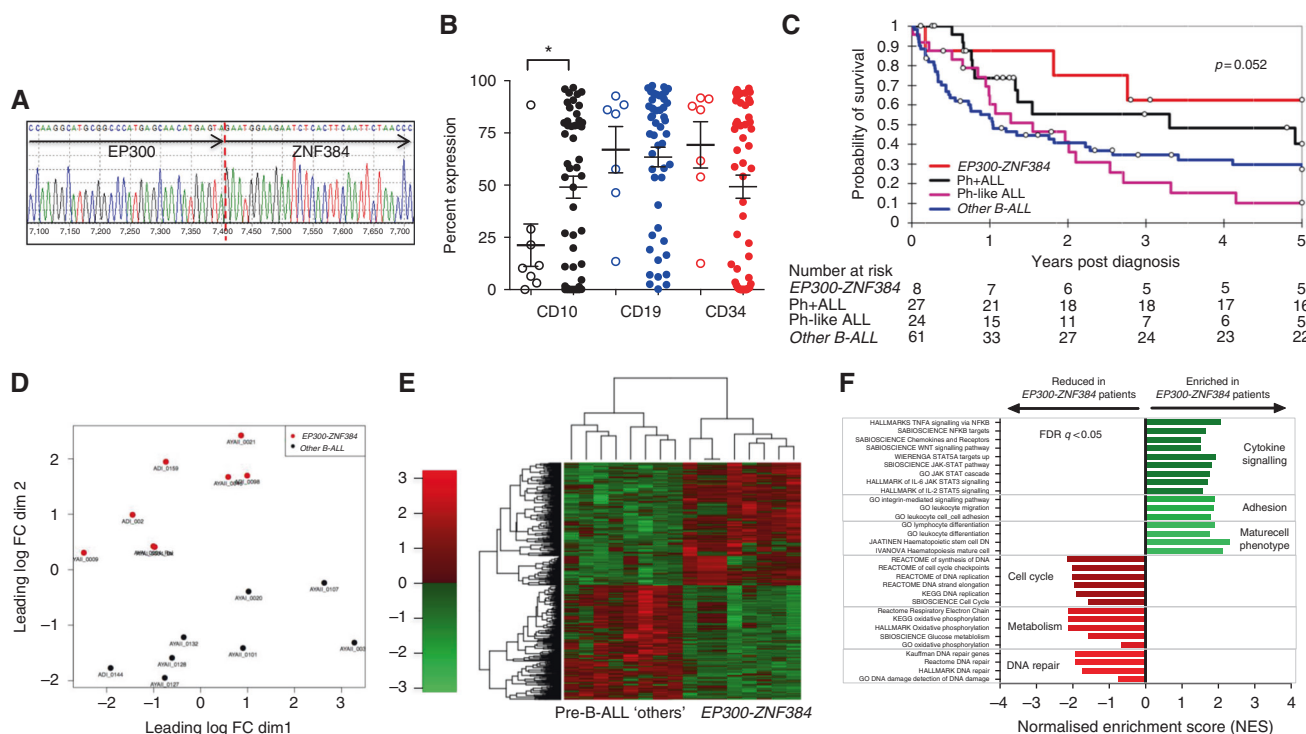 A
CCAAGGCATGCGGCCCATGAGCAACATGAGTAGAATGGAAGAATCTCACTTCAATTCTAACCC
EP300 ZNF384
7,100 7,150 7,200 7,250 7,300 7,350 7,400 7,450 7,500 7,550 7,600 7,650 7,700
B
*
Percent expression
100
75
50
25
0
CD10 CD19 CD34
C
Probability of survival
1
0.9
0.8
0.7
0.6
0.5
0.4
0.3
0.2
0.1
0
p = 0.052
EP300-ZNF384
Ph+ALL
Ph-like ALL
Other B-ALL
0 1 2 3 4 5
Years post diagnosis
Number at risk
EP300-ZNF384 8 7 6 5 5 5
Ph+ALL 27 21 18 18 17 16
Ph-like ALL 24 15 11 7 6 5
Other B-ALL 61 33 27 24 23 22
D
Leading log FC dim 2
2
1
0
−1
−2
EP300-ZNF384
Other B-ALL
AYAII_0021
ADI_0159
ADI_002
AYAII_0107
AYAII_0020
AYAII_0132
AYAII_0128
AYAII_0101
ADI_0144
AYAII_0127
−2 −1 0 1 2 3
Leading log FC dim1
E
3
2
1
0
−1
−2
−3
Pre-B-ALL 'others' EP300-ZNF384
F
Reduced in
EP300-ZNF384 patients
Enriched in
EP300-ZNF384 patients
FDR q < 0.05
HALLMARKS TNFA signalling via NFKB
SABIOSCIENCE NFKB targets
SABIOSCIENCE Chemokines and Receptors
SABIOSCIENCE WNT signalling pathway
WIERENGA STAT5A targets up
SBIOSCIENCE JAK-STAT pathway
GO JAK STAT cascade
HALLMARK of IL-6 JAK STAT3 signalling
HALLMARK of IL-2 STAT5 signalling
Cytokine
signalling
GO integrin-mediated signalling pathway
GO leukocyte migration
GO leukocyte cell_cell adhesion
Adhesion
GO lymphocyte differentiation
GO leukocyte differentiation
JAATINEN Haematopoietic stem cell DN
IVANOVA Haematopoiesis mature cell
Maturecell
phenotype
REACTOME of synthesis of DNA
REACTOME of cell cycle checkpoints
REACTOME of DNA replication
REACTOME DNA strand elongation
KEGG DNA replication
SBIOSCIENCE Cell Cycle
Cell cycle
Reactome Respiratory Electron Chain
KEGG oxidative phosphorylation
HALLMARK Oxidative phosphorylation
SBIOSCIENCE Glucose metabolism
GO oxidative phosphorylation
Metabolism
Kauffman DNA repair genes
Reactome DNA repair
HALLMARK DNA repair
GO DNA damage detection of DNA damage
DNA repair
−4 −3 −2 −1 0 1 2 3 4
Normalised enrichment score (NES)